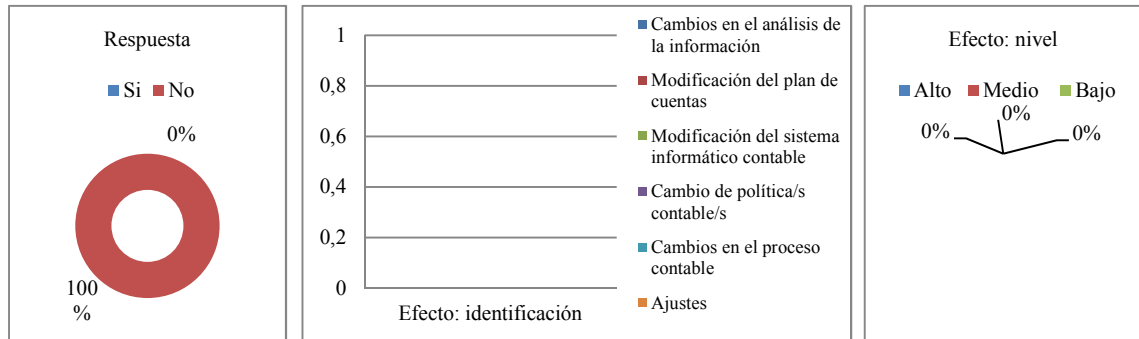 Respuesta
Si No
0%
100
%
1
0,8
0,6
0,4
0,2
0
Efecto: identificación
Cambios en el análisis de
la información
Modificación del plan de
cuentas
Modificación del sistema
informático contable
Cambio de política/s
contable/s
Cambios en el proceso
contable
Ajustes
Efecto: nivel
Alto Medio Bajo
0%
0%
0%